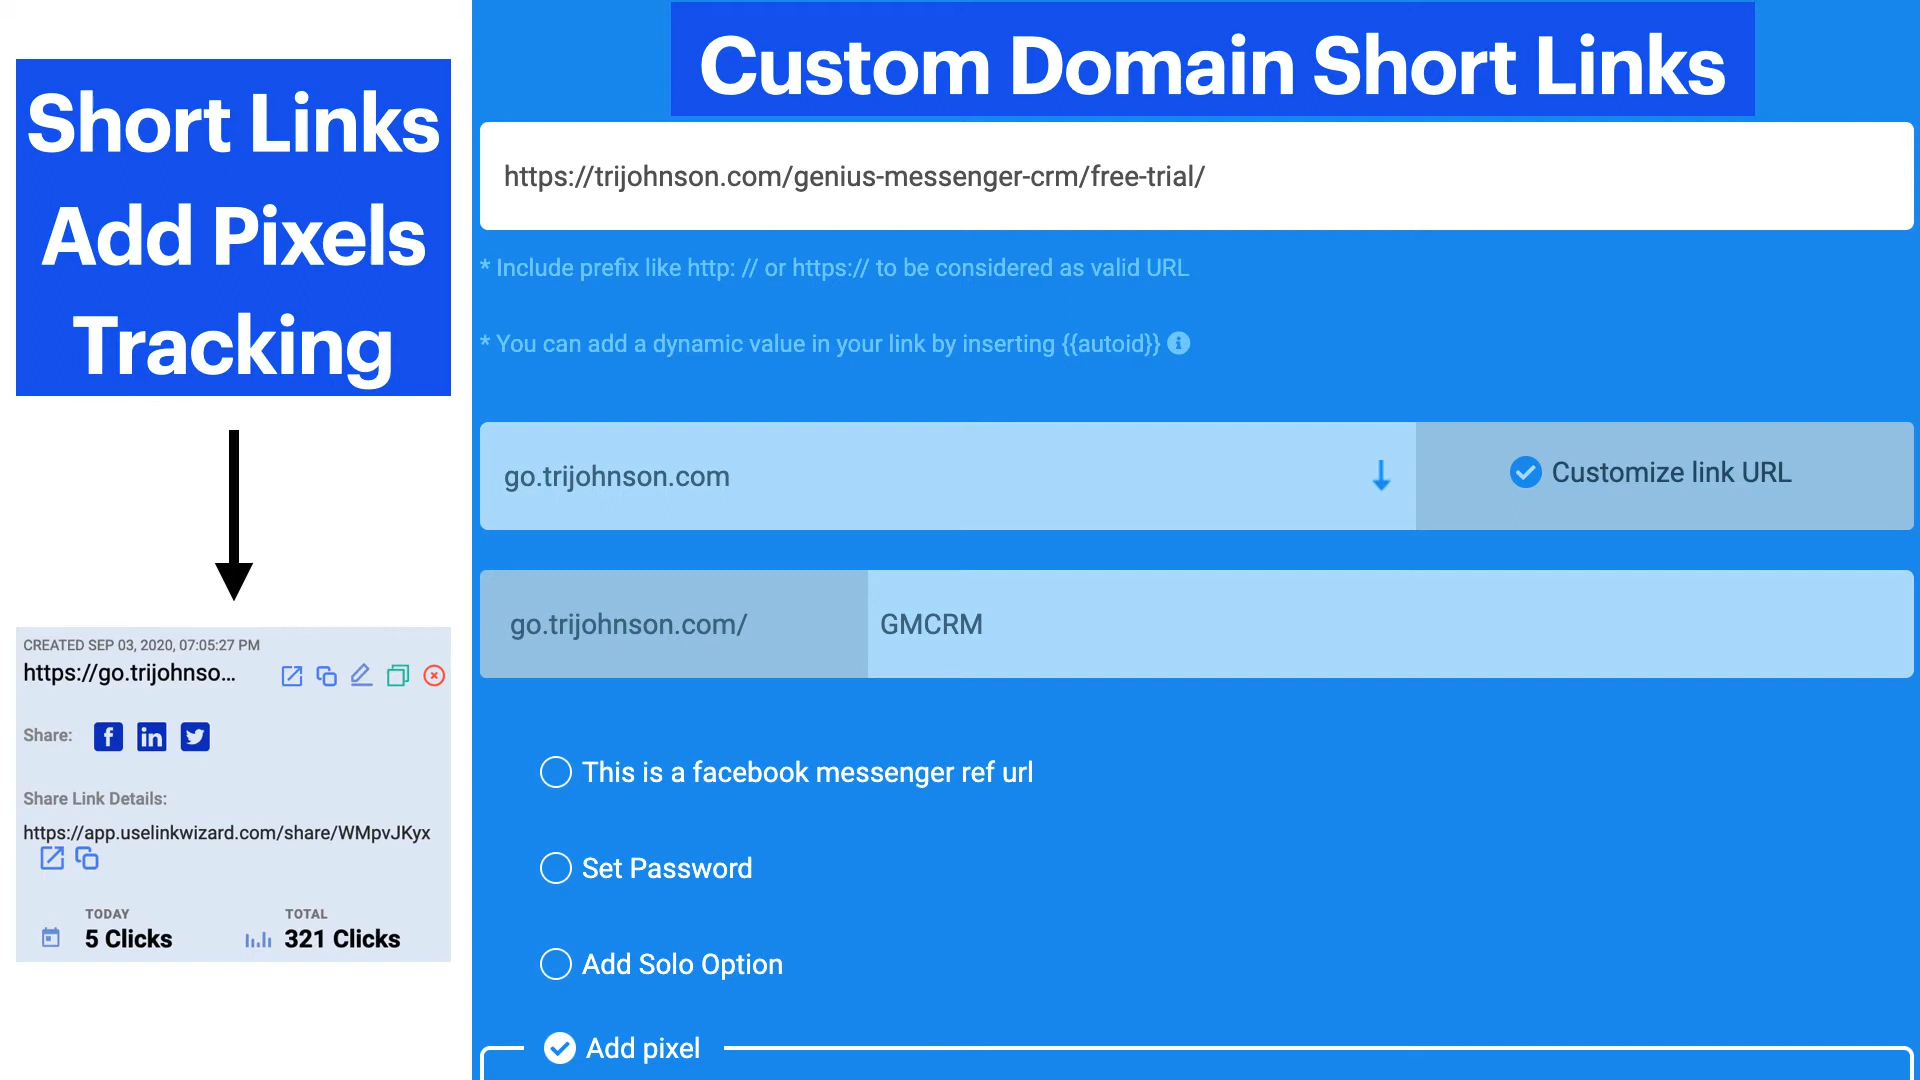 Short Links
Add Pixels
Tracking
CREATED SEP 03, 2020, 07:05:27 PM
https://go.trijohnso...
Share:
Share Link Details:
https://app.uselinkwizard.com/share/WMpvJKyx
TODAY
5 Clicks
TOTAL
321 Clicks
Custom Domain Short Links
https://trijohnson.com/genius-messenger-crm/free-trial/
* Include prefix like http: // or https:// to be considered as valid URL
* You can add a dynamic value in your link by inserting {{autoid}}
go.trijohnson.com
Customize link URL
go.trijohnson.com/
GMCRM
This is a facebook messenger ref url
Set Password
Add Solo Option
Add pixel